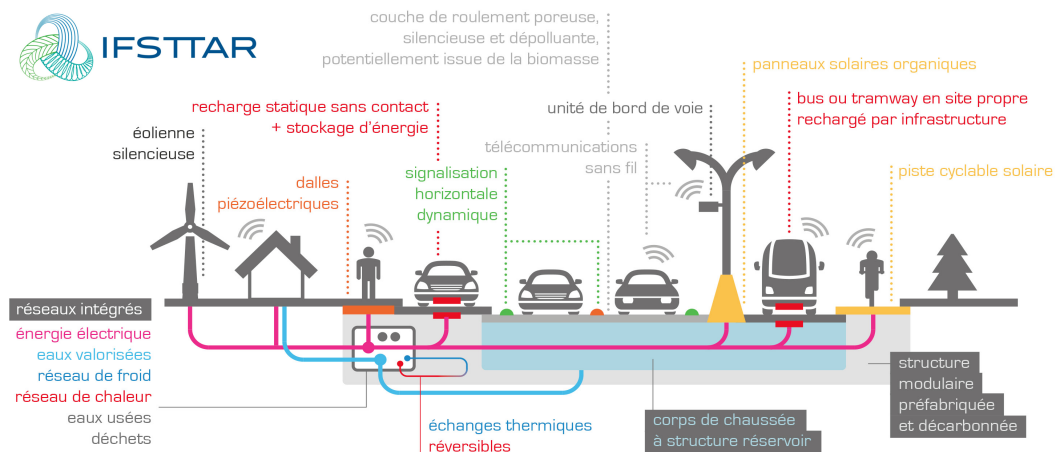 IFSTTAR
couche de roulement poreuse,
silencieuse et dépolluante,
potentiellement issue de la biomasse
panneaux solaires organiques
recharge statique sans contact
+ stockage d'énergie
unité de bord de voie
bus ou tramway en site propre
rechargé par infrastructure
éolienne
silencieuse
télécommunications
sans fil
signalisation
horizontale
dynamique
dalles
piézoélectriques
piste cyclable solaire
réseaux intégrés
énergie électrique
eaux valorisées
réseau de froid
réseau de chaleur
eaux usées
déchets
échanges thermiques
réversibles
corps de chaussée
à structure réservoir
structure
modulaire
préfabriquée
et décarbonnée